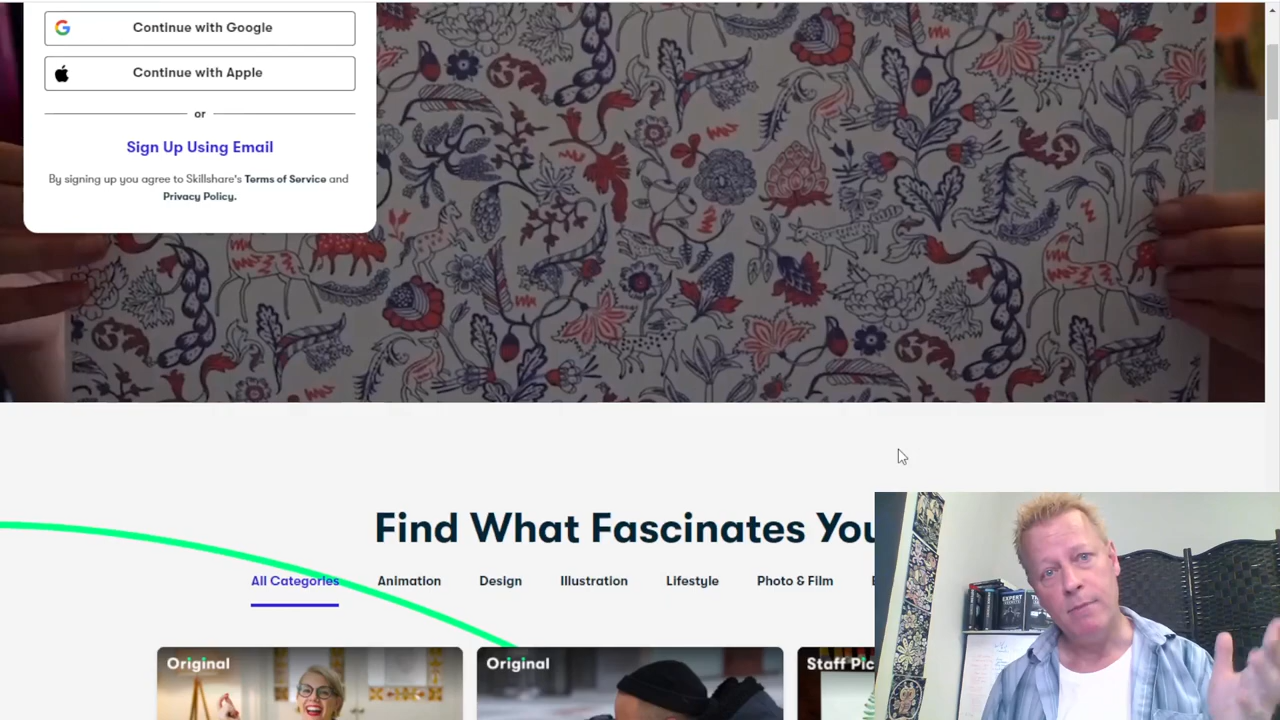 Continue with Google
Continue with Apple
or
Sign Up Using Email
By signing up you agree to Skillshare's Terms of Service and
Privacy Policy.
Find What Fascinates You
All Categories
Animation
Design
Illustration
Lifestyle
Photo & Film
Original
Original
Staff Pic
EXPERT